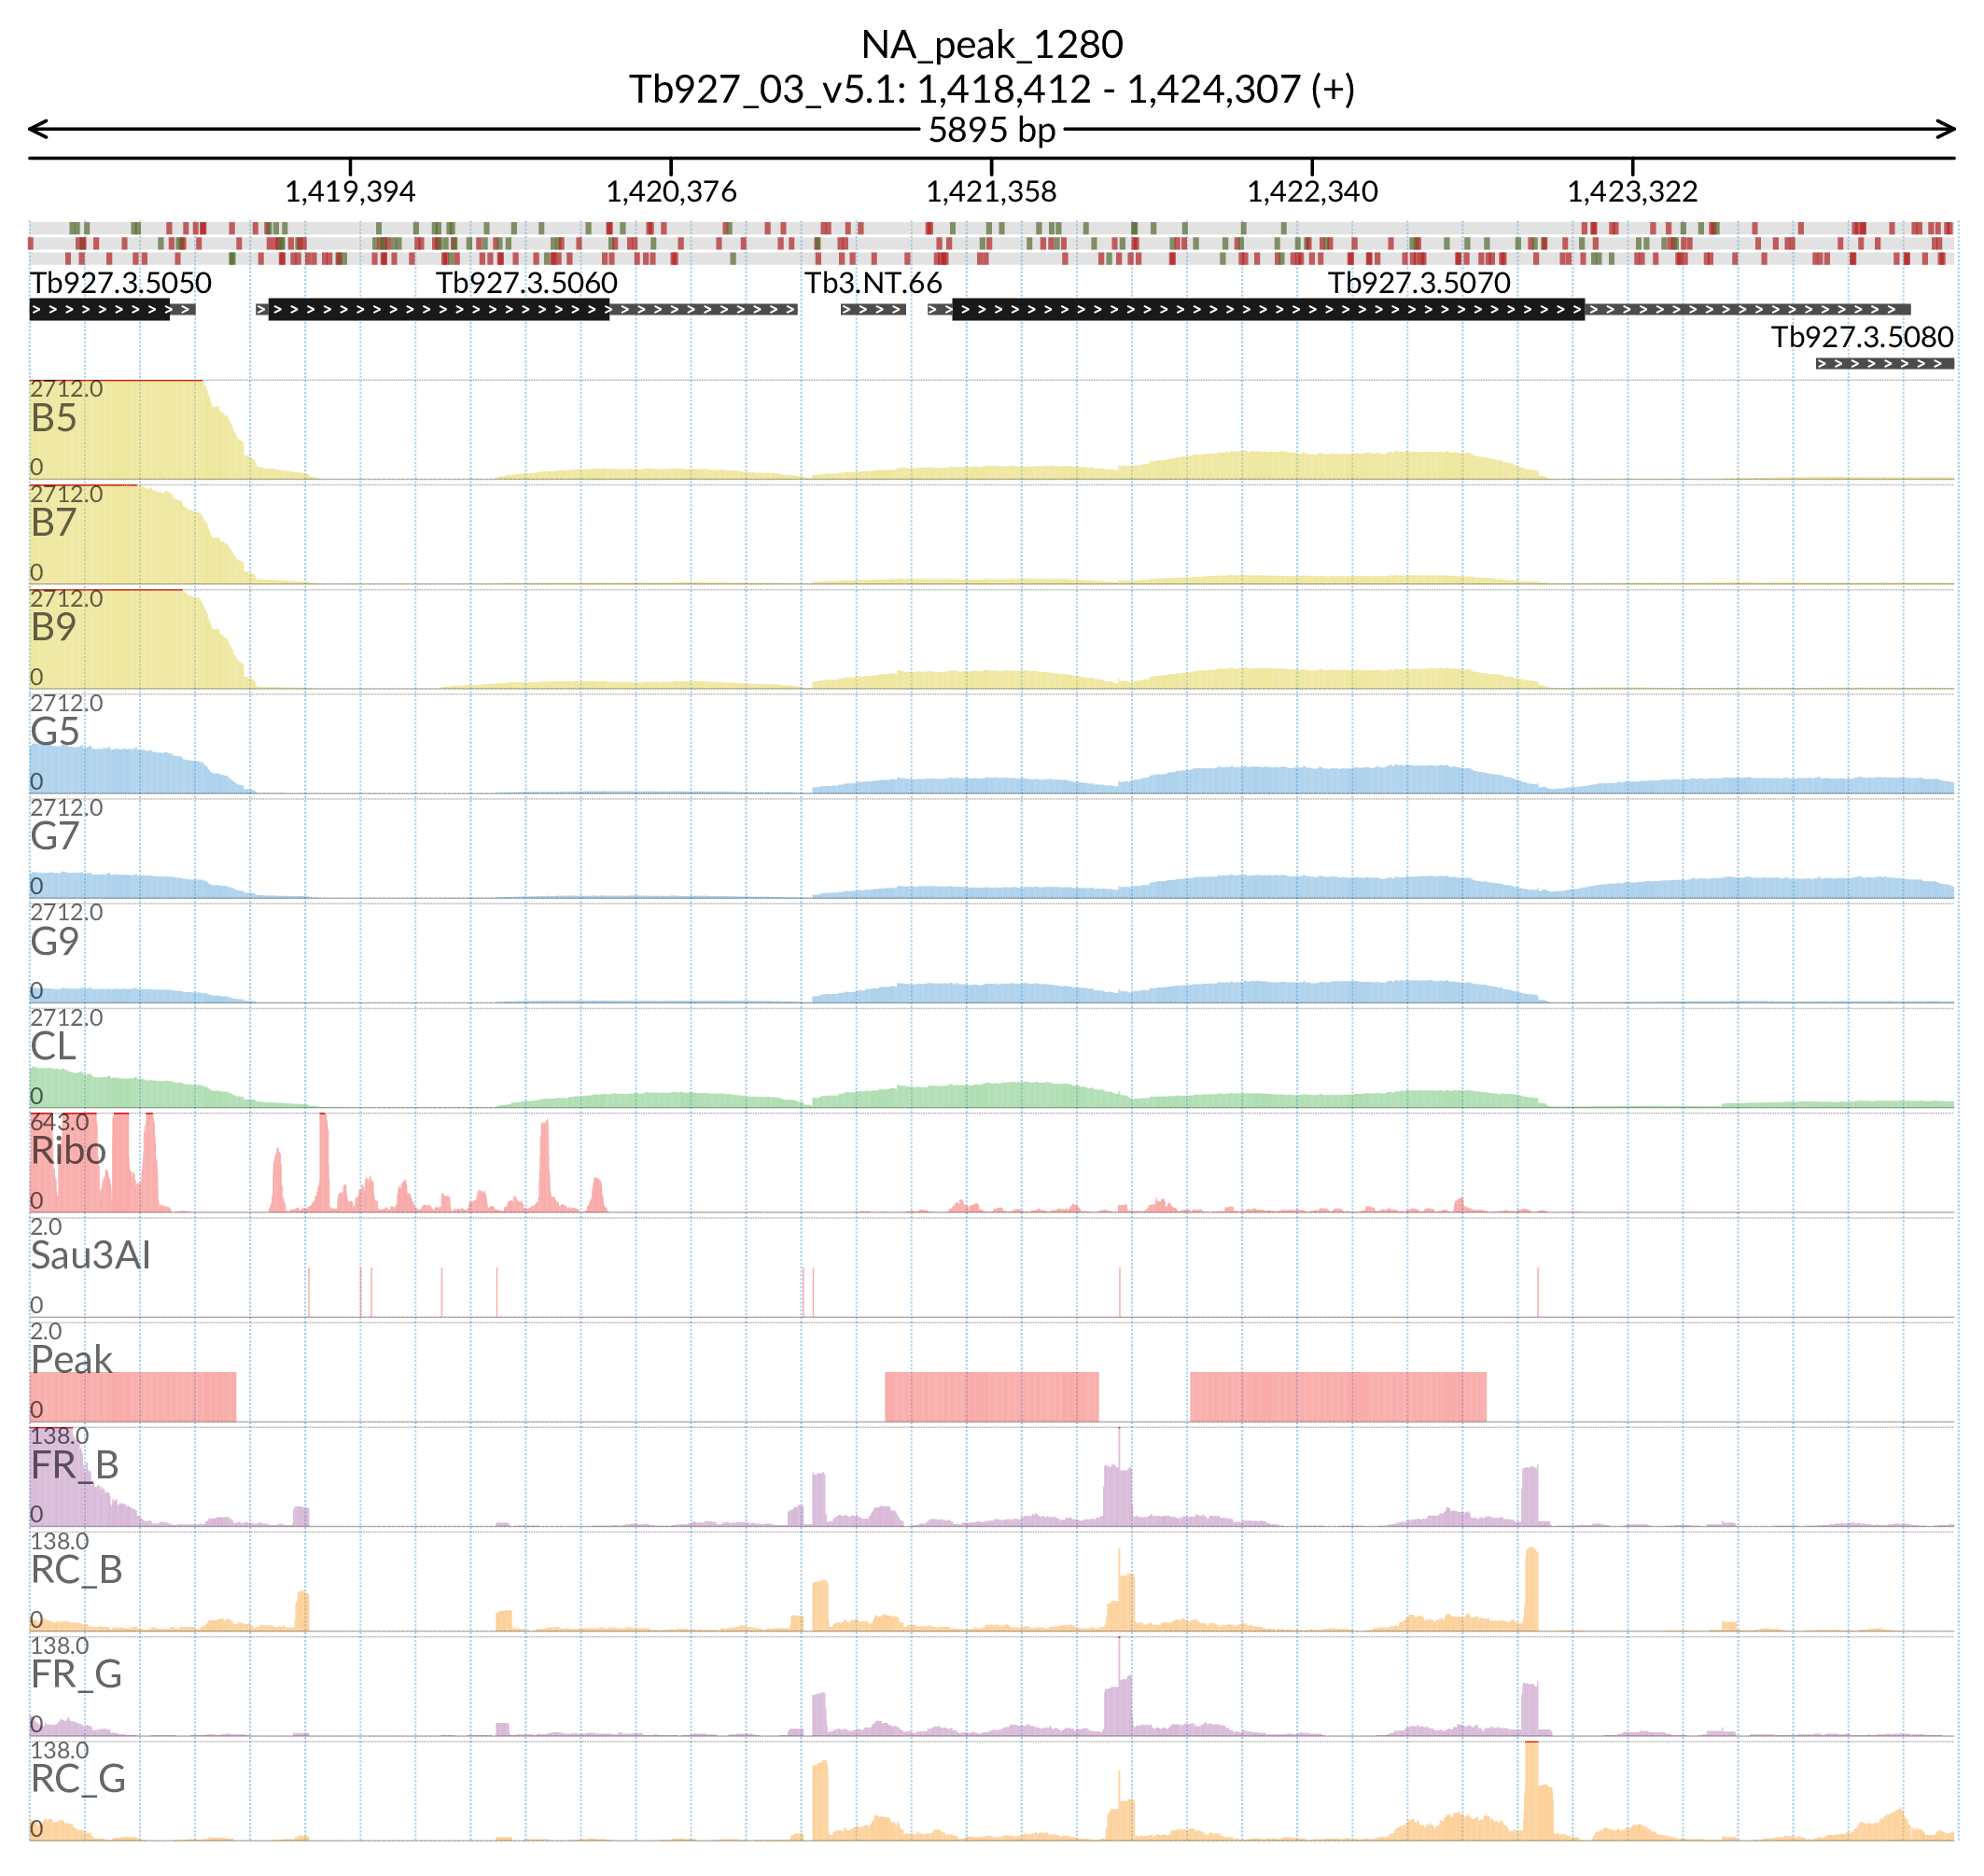 NA_peak_1280
Tb927_03_v5.1: 1,418,412 - 1,424,307 (+)
5895 bp
1,419,394 1,420,376 1,421,358 1,422,340 1,423,322
Tb927.3.5050 Tb927.3.5060 Tb3.NT.66 Tb927.3.5070
Tb927.3.5080
2712.0
B5
0
2712.0
B7
0
2712.0
B9
0
2712.0
G5
0
2712.0
G7
0
2712.0
G9
0
2712.0
CL
0
643.0
Ribo
0
2.0
Sau3AI
0
2.0
Peak
0
138.0
FR_B
0
138.0
RC_B
0
138.0
FR_G
0
138.0
RC_G
0